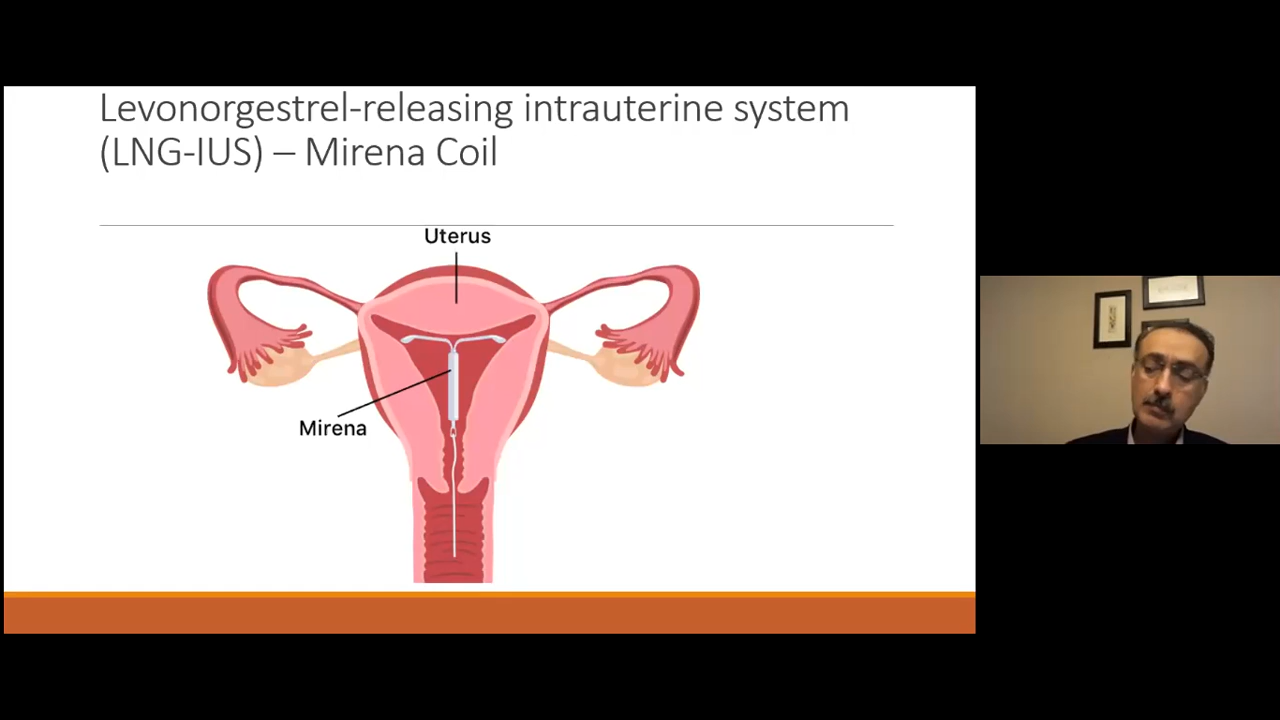 Levonorgestrel-releasing intrauterine system
(LNG-IUS) – Mirena Coil
Uterus
Mirena